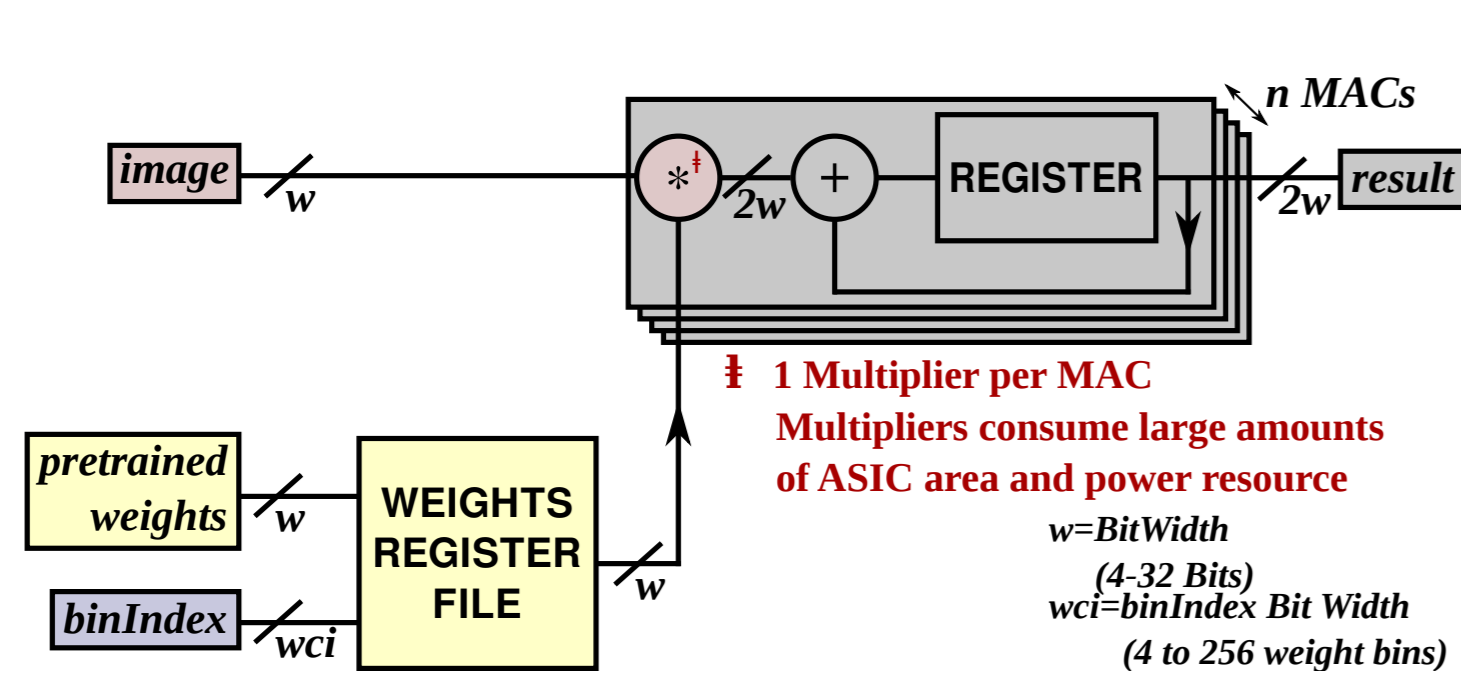 n MACs
image
w
*ǂ
2w
+
REGISTER
2w
result
ǂ 1 Multiplier per MAC
Multipliers consume large amounts
of ASIC area and power resource
pretrained
weights
w
WEIGHTS
REGISTER
FILE
w
binIndex
wci
w=BitWidth
(4-32 Bits)
wci=binIndex Bit Width
(4 to 256 weight bins)